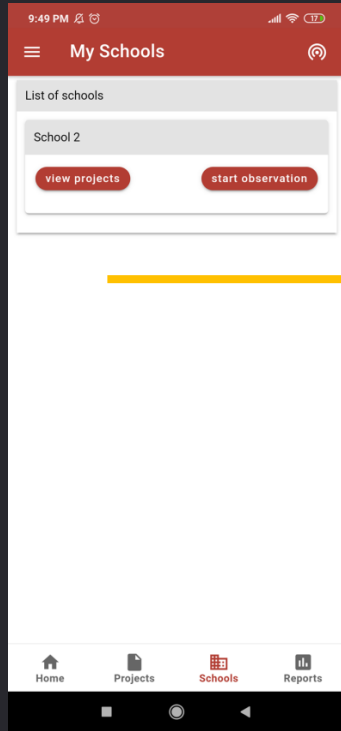 9:49 PM 17
My Schools
List of schools
School 2
view projects start observation
Home Projects Schools Reports